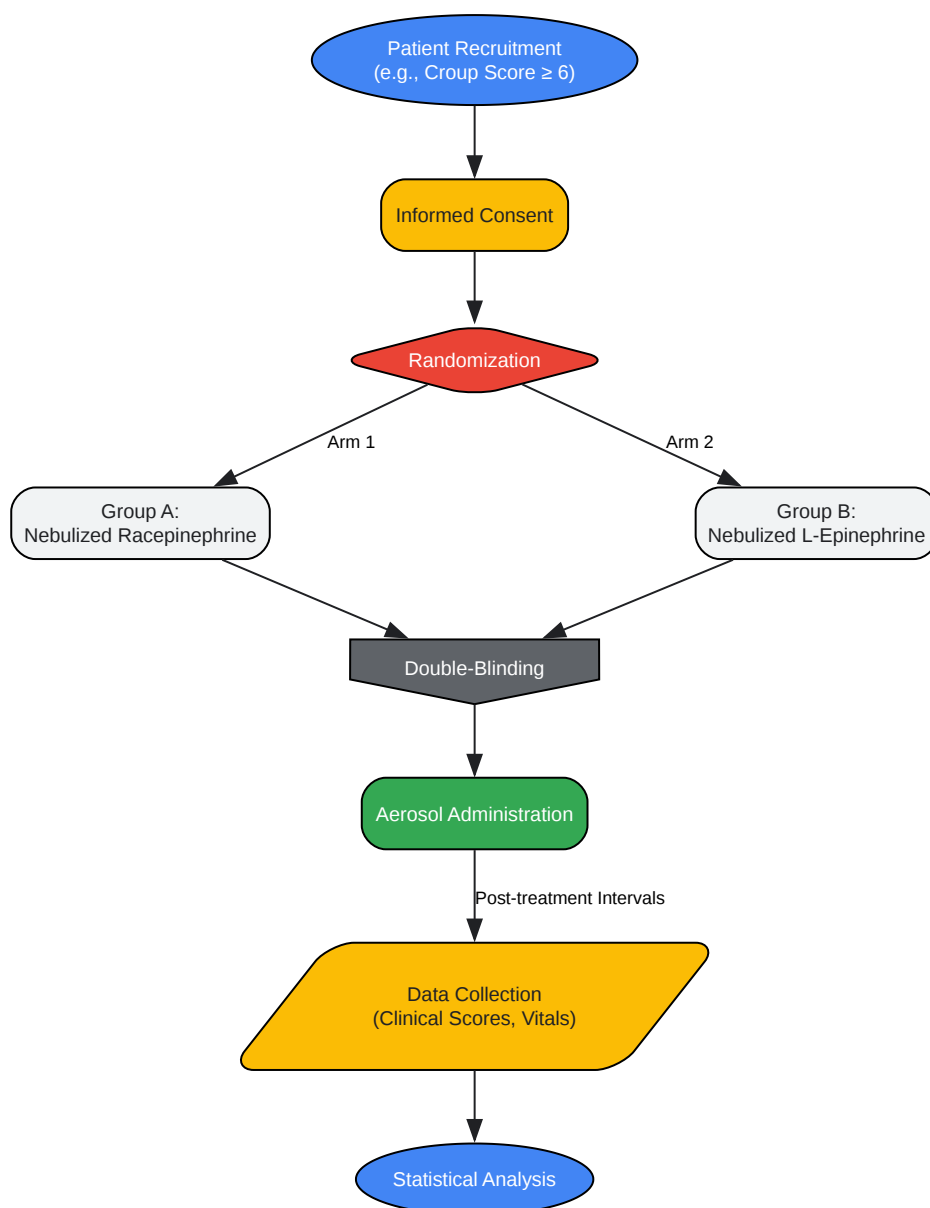 Patient Recruitment
(e.g., Croup Score ≥ 6)
Informed Consent
Randomization
Arm 1
Arm 2
Group A:
Nebulized Racepinephrine
Group B:
Nebulized L-Epinephrine
Double-Blinding
Aerosol Administration
Post-treatment Intervals
Data Collection
(Clinical Scores, Vitals)
Statistical Analysis